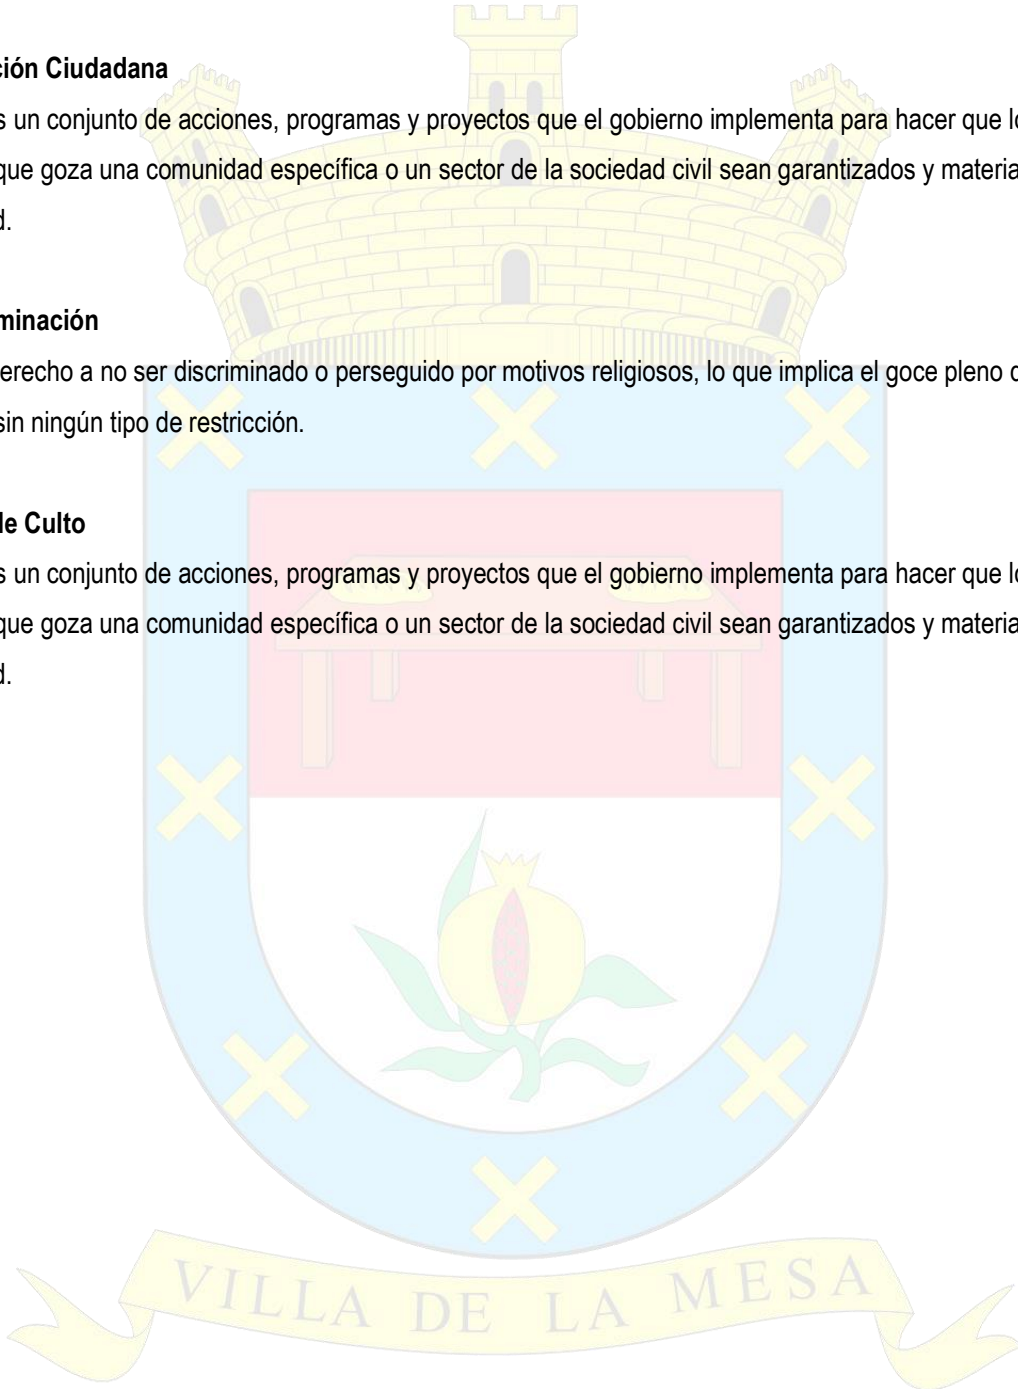 ción Ciudadana
s un conjunto de acciones, programas y proyectos que el gobierno implementa para hacer que lo
que goza una comunidad específica o un sector de la sociedad civil sean garantizados y materia
d.
minación
erecho a no ser discriminado o perseguido por motivos religiosos, lo que implica el goce pleno d
sin ningún tipo de restricción.
de Culto
s un conjunto de acciones, programas y proyectos que el gobierno implementa para hacer que lo
que goza una comunidad específica o un sector de la sociedad civil sean garantizados y materia
d.
VILLA DE LA MESA